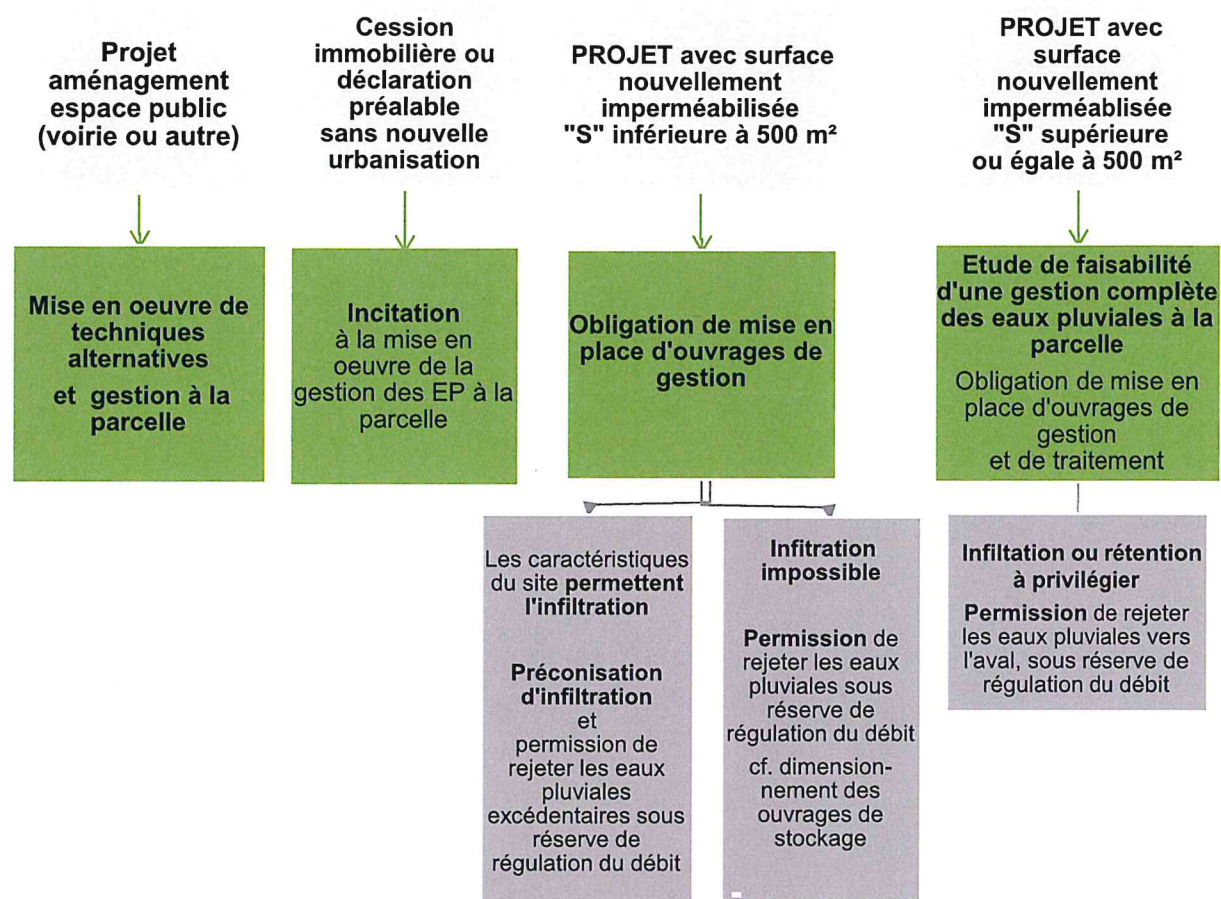 Projet
aménagement
espace public
(voirie ou autre)
Cession
immobilière ou
déclaration
préalable
sans nouvelle
urbanisation
PROJET avec surface
nouvellement
imperméabilisée
"S" inférieure à 500 m²
PROJET avec
surface
nouvellement
imperméablisée
"S" supérieure
ou égale à 500 m²
Mise en oeuvre de
techniques
alternatives
et gestion à la
parcelle
Incitation
à la mise en
oeuvre de la
gestion des EP à la
parcelle
Obligation de mise en
place d'ouvrages de
gestion
Etude de faisabilité
d'une gestion complète
des eaux pluviales à la
parcelle
Obligation de mise en
place d'ouvrages de
gestion
et de traitement
Les caractéristiques
du site permettent
l'infiltration
Préconisation
d'infiltration
et
permission de
rejeter les eaux
pluviales
excédentaires sous
réserve de
régulation du débit
Infitration
impossible
Permission de
rejeter les eaux
pluviales sous
réserve de
régulation du débit
cf. dimension-
nement des
ouvrages de
stockage
Infiltation ou rétention
à privilégier
Permission de rejeter
les eaux pluviales vers
l'aval, sous réserve de
régulation du débit